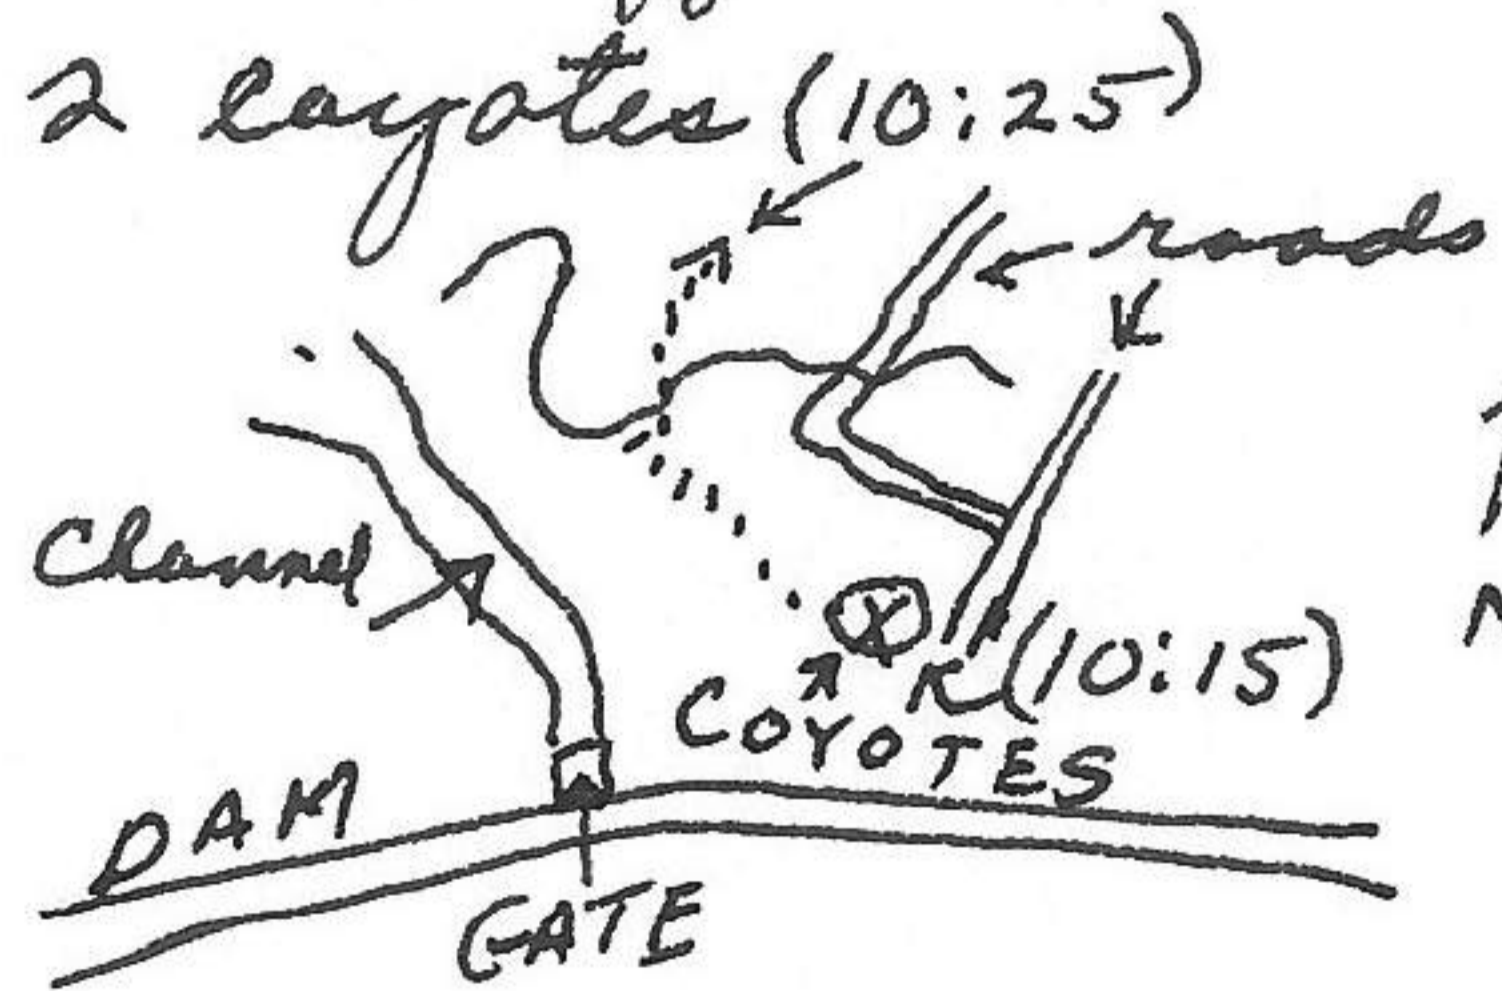 2 coyotes (10:25)
roads
Channel
X
K (10:15)
COYOTES
DAM
GATE